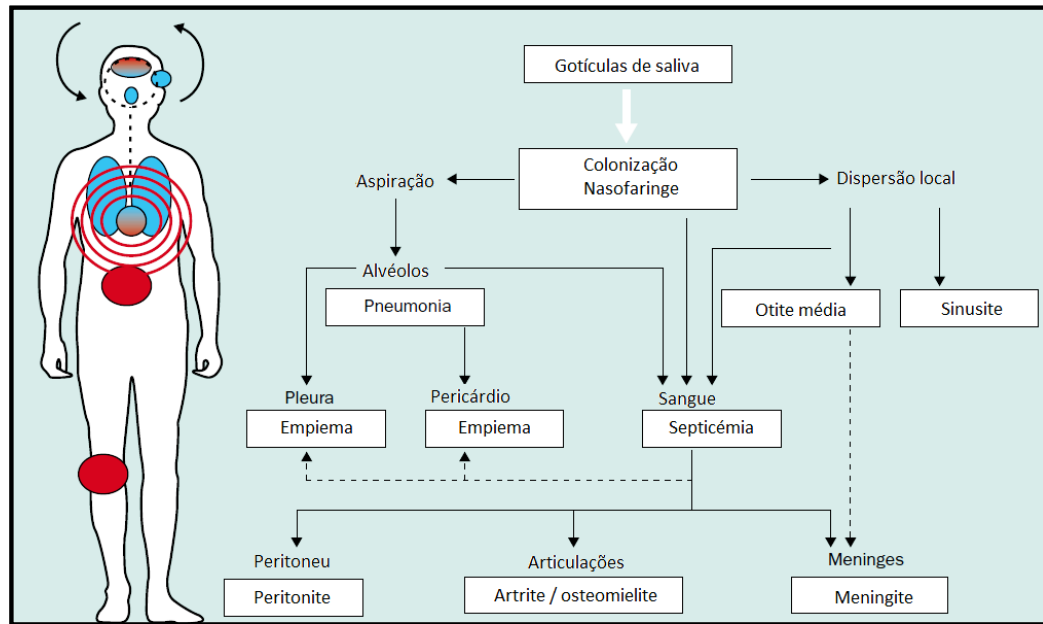 Gotículas de saliva
Colonização
Nasofaringe
Aspiração
Dispersão local
Alvéolos
Pneumonia
Otite média
Sinusite
Pleura
Empiema
Pericárdio
Empiema
Sangue
Septicémia
Peritoneu
Peritonite
Articulações
Artrite / osteomielite
Meninges
Meningite